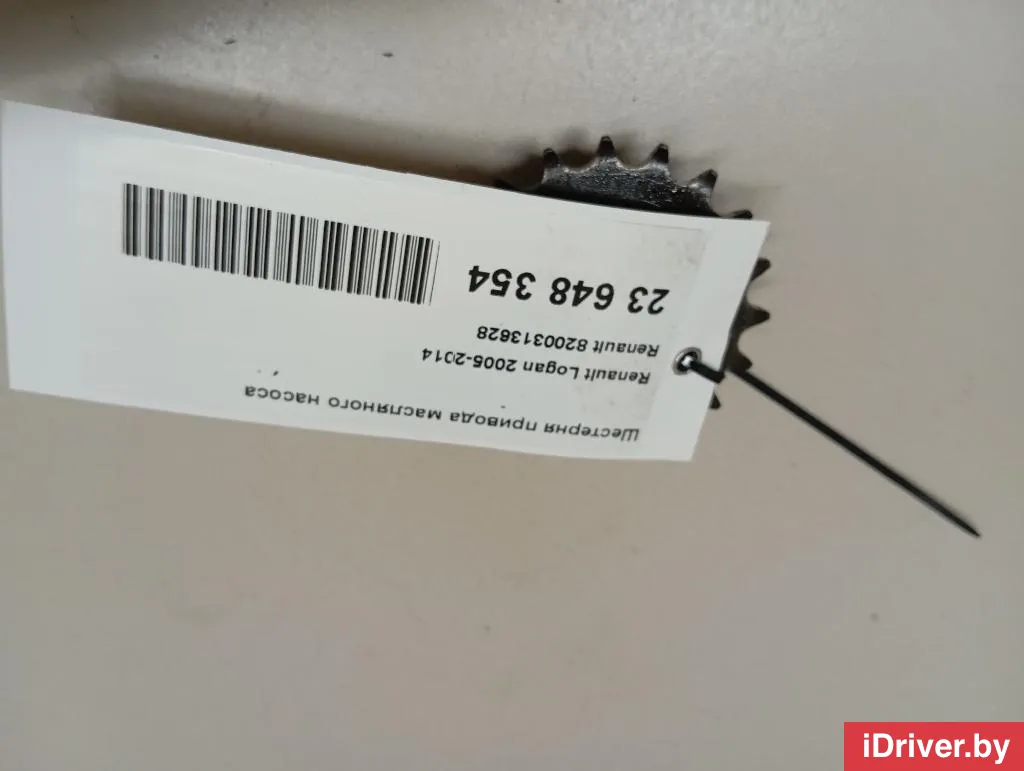 Шестерня привода масляного насоса
Renault Logan 2005-2014
Renault 8200313628
23 648 354
iDriver.by